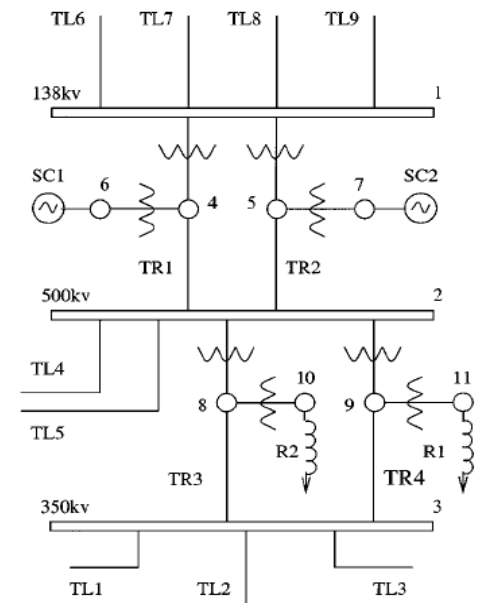 TL6 TL7 TL8 TL9
138kv 1
SC1 6 4 5 7 SC2
TR1 TR2
500kv 2
TL4
TL5
8 10 9 11
R2 R1
TR3 TR4
350kv 3
TL1 TL2 TL3